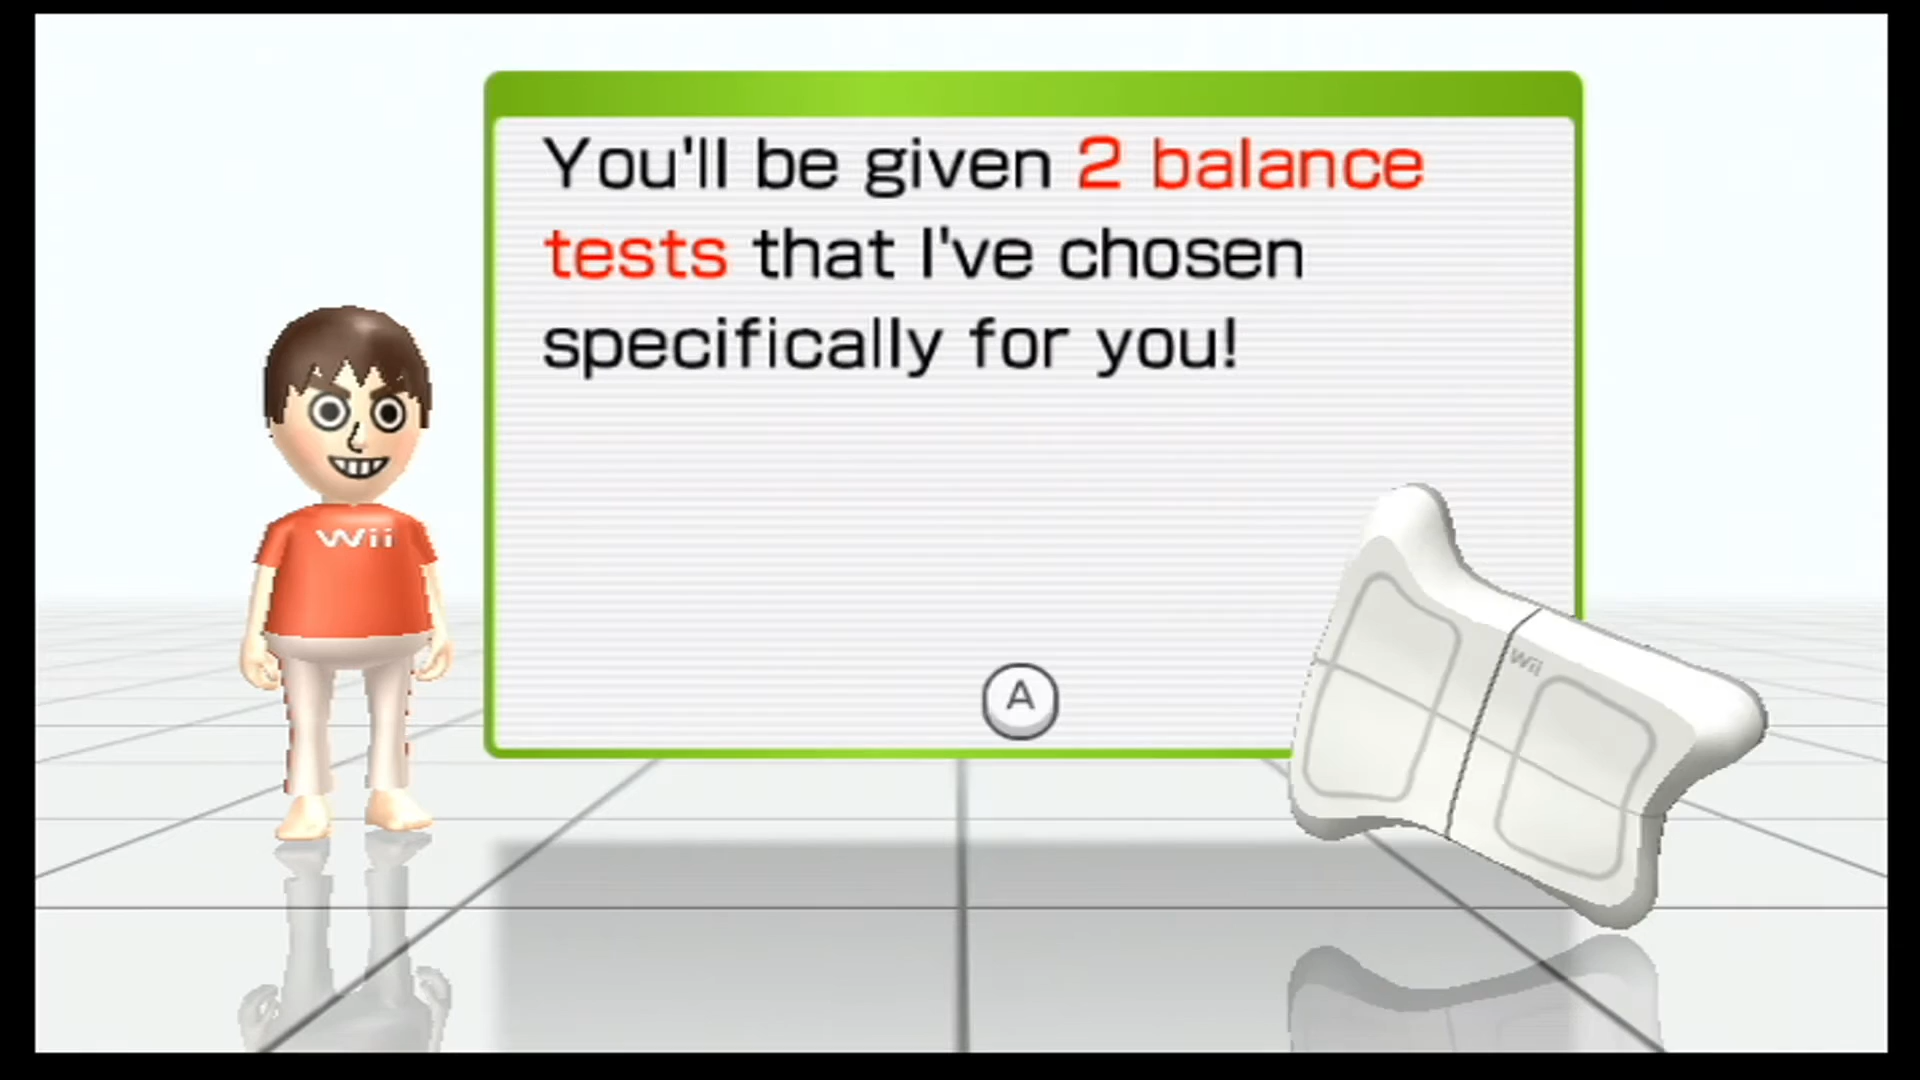 You'll be given 2 balance
tests that I've chosen
specifically for you!
Wii
Wii
A